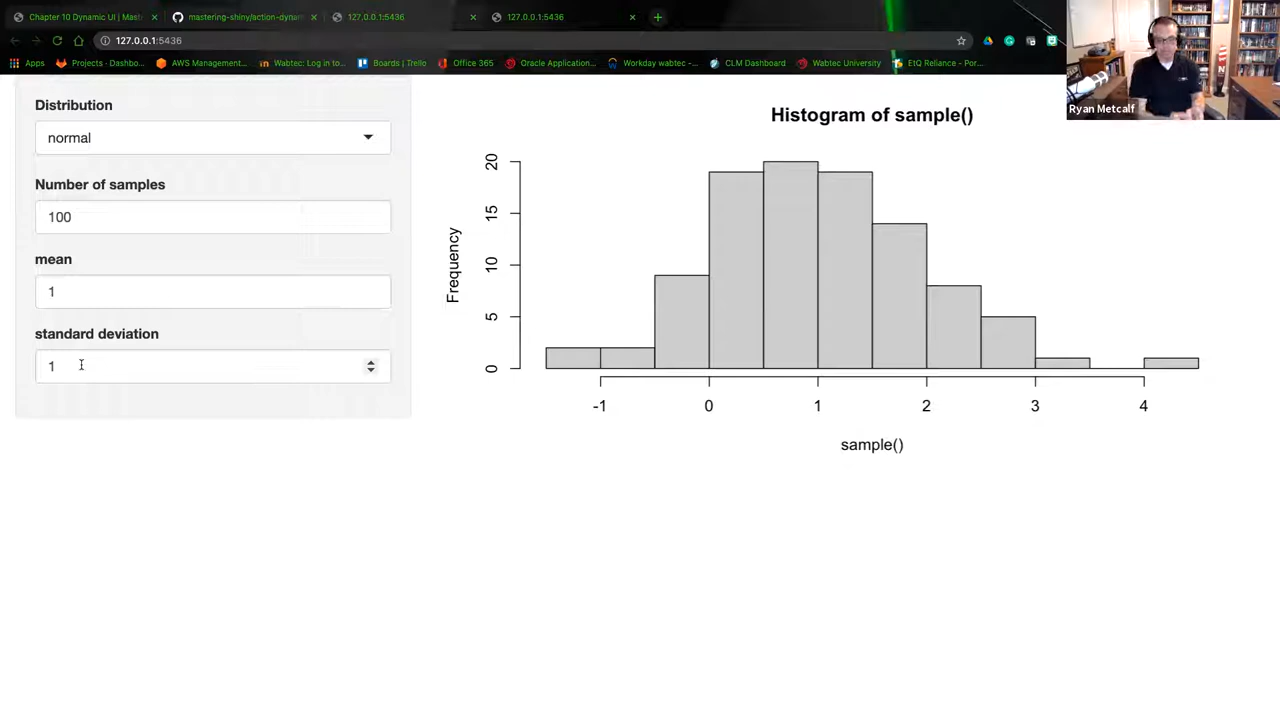 Chapter 10 Dynamic UI | Mast
mastering-shiny/action-dynam
127.0.0.1:5436
127.0.0.1:5436
127.0.0.1:5436
Apps
Projects · Dashbo...
AWS Management...
Wabtec: Log in to...
Boards | Trello
Office 365
Oracle Application...
Workday wabtec -...
CLM Dashboard
Wabtec University
EtQ Reliance - Por...
Ryan Metcalf
Distribution
normal
Number of samples
100
mean
1
standard deviation
1
Histogram of sample()
Frequency
20
15
10
5
0
-1 0 1 2 3 4
sample()